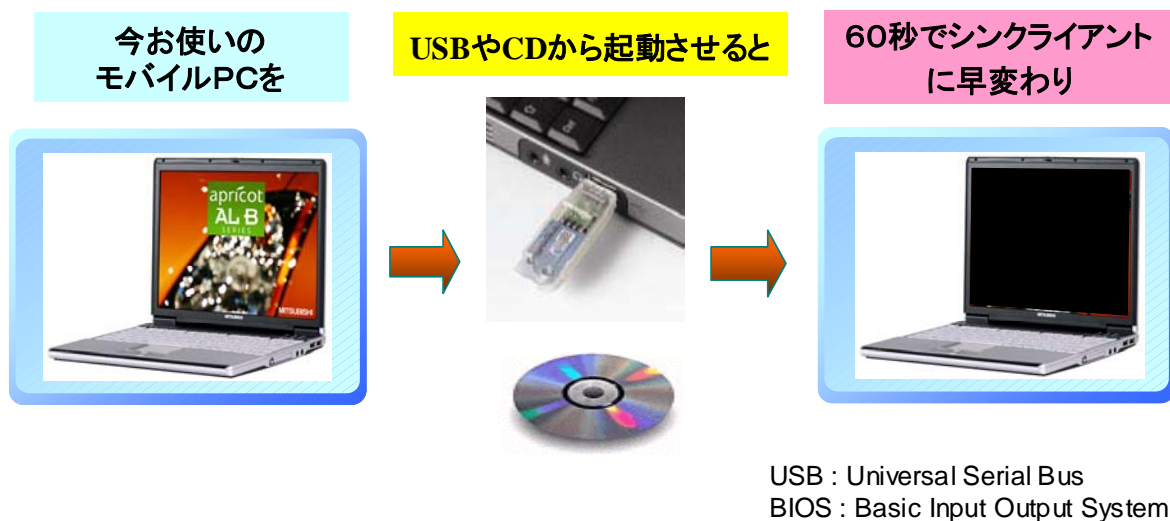 今お使いの
モバイルPCを
USBやCDから起動させると
60秒でシンクライアント
に早変わり
apricot
AL B
SERIES
MITSUBISHI
MITSUBISHI
MITSUBISHI
USB : Universal Serial Bus
BIOS : Basic Input Output System